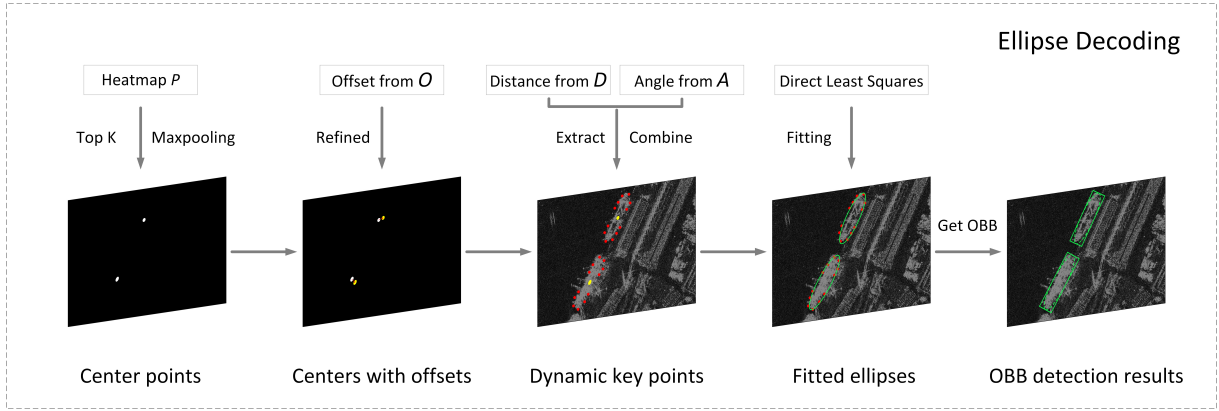 Ellipse Decoding
Heatmap P
Offset from O
Distance from D
Angle from A
Direct Least Squares
Top K
Maxpooling
Refined
Extract
Combine
Fitting
Get OBB
Center points
Centers with offsets
Dynamic key points
Fitted ellipses
OBB detection results